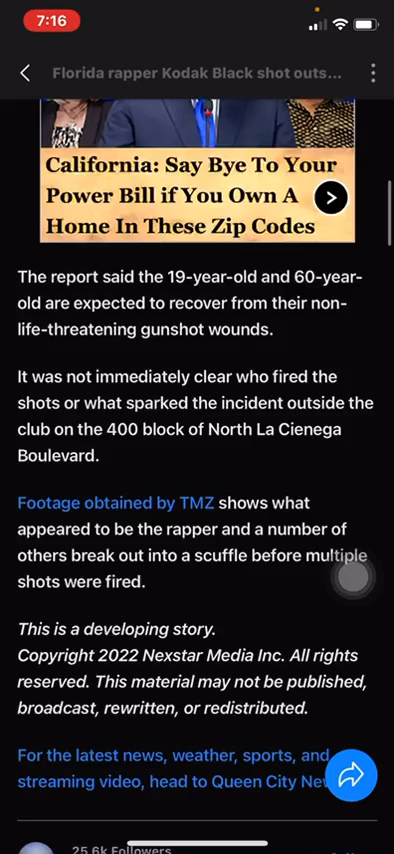 7:16
Florida rapper Kodak Black shot outs...
California: Say Bye To Your
Power Bill if You Own A
Home In These Zip Codes
The report said the 19-year-old and 60-year-
old are expected to recover from their non-
life-threatening gunshot wounds.
It was not immediately clear who fired the
shots or what sparked the incident outside the
club on the 400 block of North La Cienega
Boulevard.
Footage obtained by TMZ shows what
appeared to be the rapper and a number of
others break out into a scuffle before multiple
shots were fired.
This is a developing story.
Copyright 2022 Nexstar Media Inc. All rights
reserved. This material may not be published,
broadcast, rewritten, or redistributed.
For the latest news, weather, sports, and
streaming video, head to Queen City
25.6k Followers